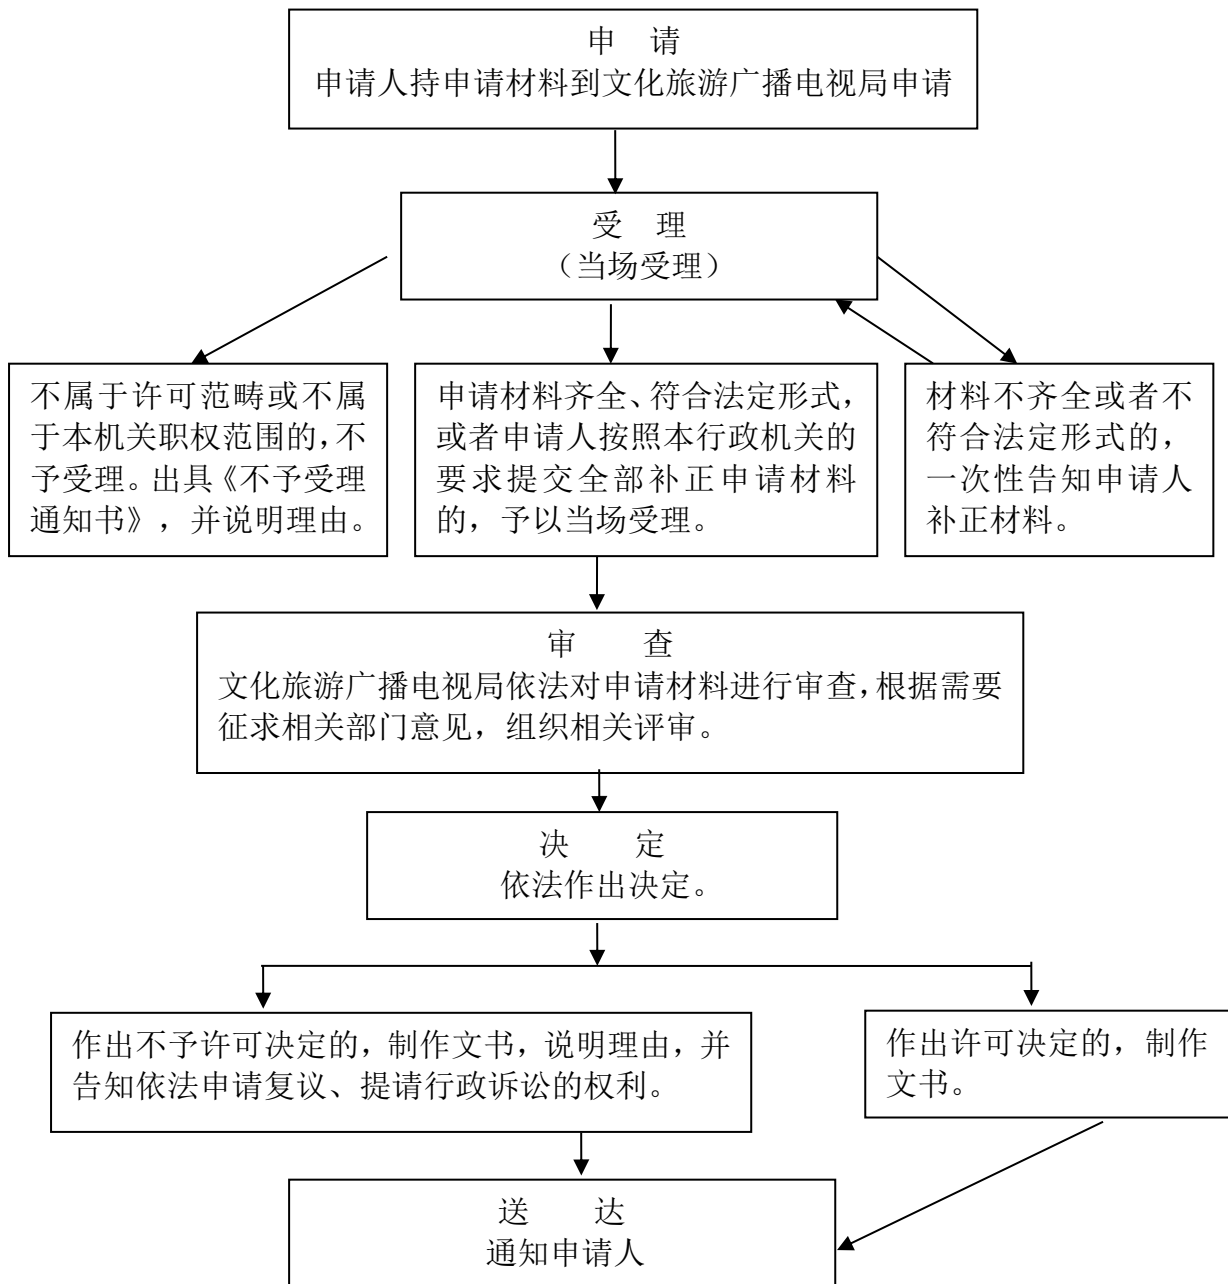 申 请
申请人持申请材料到文化旅游广播电视局申请
受 理
（当场受理）
不属于许可范畴或不属
于本机关职权范围的，不
予受理。出具《不予受理
通知书》，并说明理由。
申请材料齐全、符合法定形式，
或者申请人按照本行政机关的
要求提交全部补正申请材料
的，予以当场受理。
材料不齐全或者不
符合法定形式的，
一次性告知申请人
补正材料。
审 查
文化旅游广播电视局依法对申请材料进行审查，根据需要
征求相关部门意见，组织相关评审。
决 定
依法作出决定。
作出不予许可决定的，制作文书，说明理由，并
告知依法申请复议、提请行政诉讼的权利。
作出许可决定的，制作
文书。
送 达
通知申请人